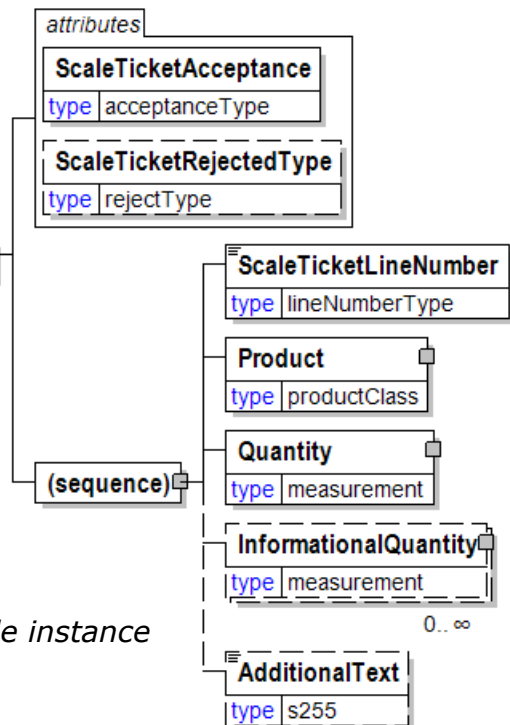 attributes
ScaleTicketAcceptance
type acceptanceType
ScaleTicketRejectedType
type rejectType
ScaleTicketLineNumber
type lineNumberType
Product
type productClass
Quantity
type measurement
(sequence)
InformationalQuantity
type measurement
0.. ∞
instance
AdditionalText
type s255